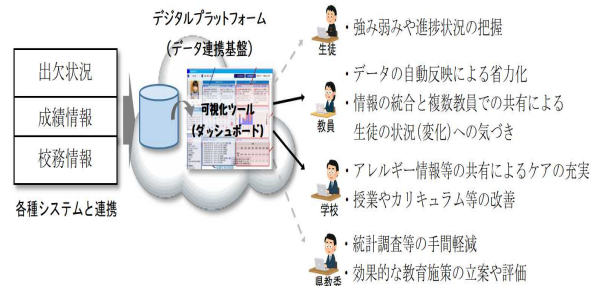 デジタルプラットフォーム
(データ連携基盤)
出欠状況
成績情報
校務情報
各種システムと連携
可視化ツール
(ダッシュボード)
生徒
・強み弱みや進捗状況の把握
教員
・データの自動反映による省力化
・情報の統合と複数教員での共有による
生徒の状況(変化)への気づき
学校
・アレルギー情報等の共有によるケアの充実
・授業やカリキュラム等の改善
県教委
・統計調査等の手間軽減
・効果的な教育施策の立案や評価